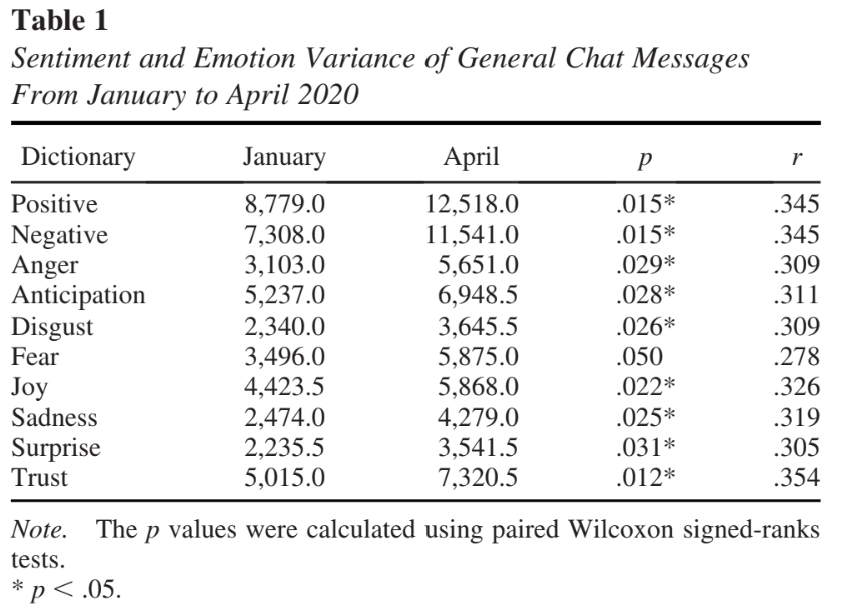 Table 1
Sentiment and Emotion Variance of General Chat Messages
From January to April 2020
Dictionary January April p r
Positive 8,779.0 12,518.0 .015* .345
Negative 7,308.0 11,541.0 .015* .345
Anger 3,103.0 5,651.0 .029* .309
Anticipation 5,237.0 6,948.5 .028* .311
Disgust 2,340.0 3,645.5 .026* .309
Fear 3,496.0 5,875.0 .050 .278
Joy 4,423.5 5,868.0 .022* .326
Sadness 2,474.0 4,279.0 .025* .319
Surprise 2,235.5 3,541.5 .031* .305
Trust 5,015.0 7,320.5 .012* .354
Note. The p values were calculated using paired Wilcoxon signed-ranks
tests.
* p < .05.